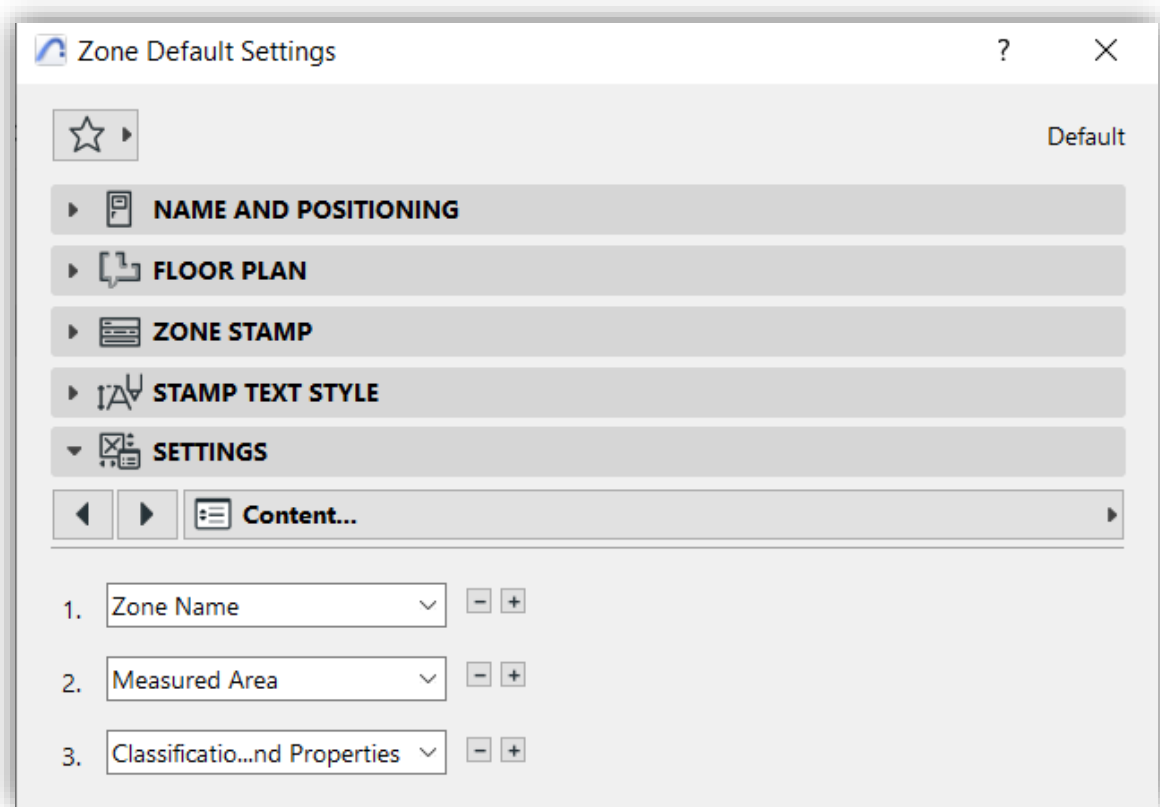 Zone Default Settings ?
Default
NAME AND POSITIONING
FLOOR PLAN
ZONE STAMP
STAMP TEXT STYLE
SETTINGS
Content...
1. Zone Name - +
2. Measured Area - +
3. Classificatio...nd Properties - +